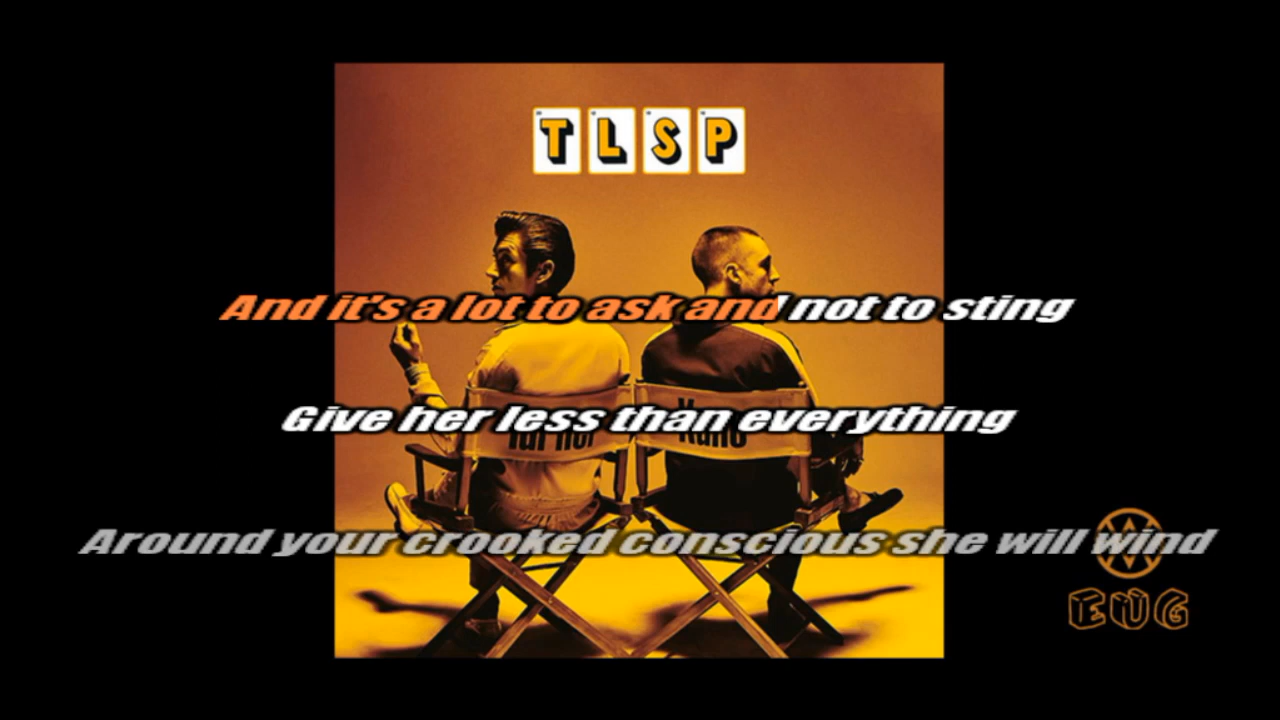 TLSP
And it's a lot to ask and not to sting
Give her less than everything
Around your crooked conscious she will wind
EUG